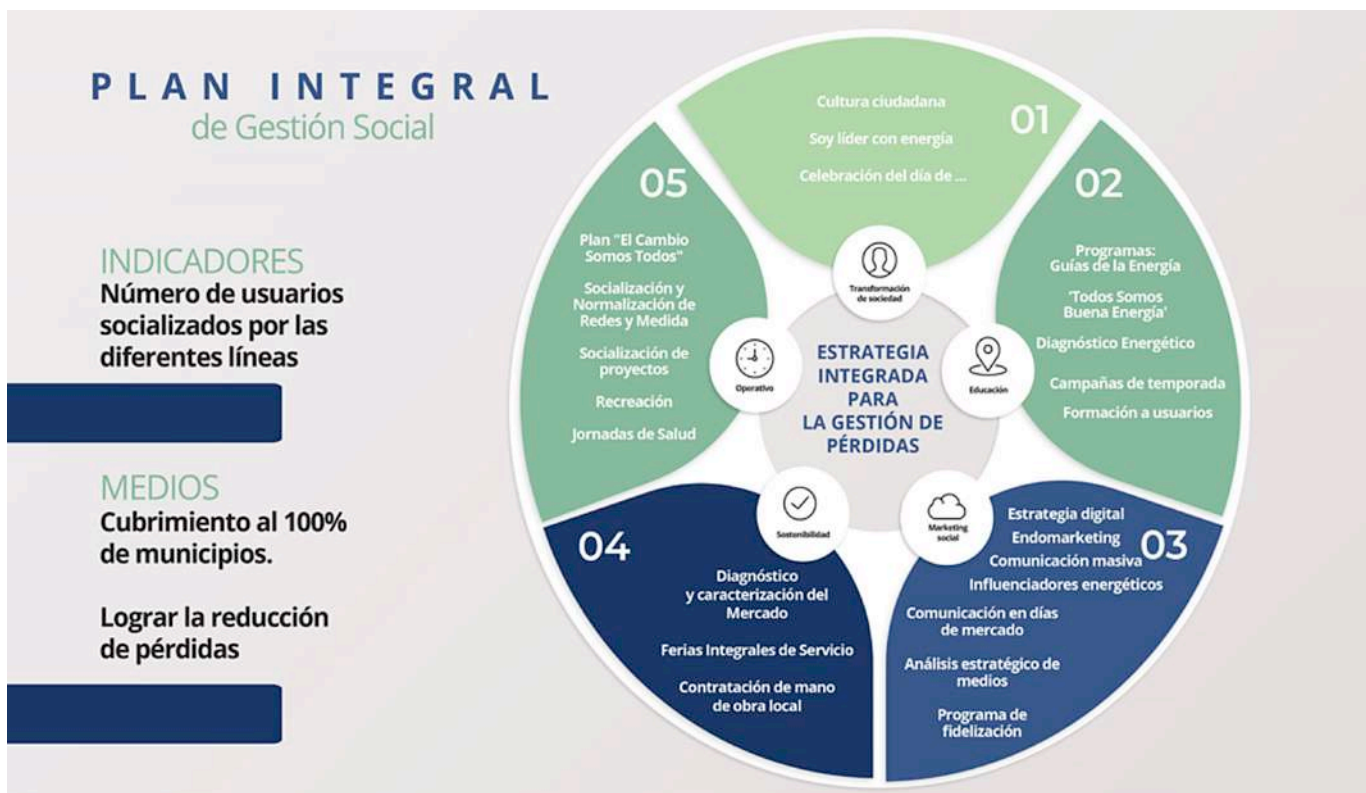 PLAN INTEGRAL
de Gestión Social
INDICADORES
Número de usuarios
socializados por las
diferentes líneas
MEDIOS
Cubrimiento al 100%
de municipios.
Lograr la reducción
de pérdidas
ESTRATEGIA
INTEGRADA
PARA
LA GESTIÓN DE
PÉRDIDAS
01
Cultura ciudadana
Soy líder con energía
Celebración del día de ...
Transformación
de sociedad
02
Programas:
Guías de la Energía
'Todos Somos
Buena Energía'
Diagnóstico Energético
Campañas de temporada
Formación a usuarios
Educación
03
Estrategia digital
Endomarketing
Comunicación masiva
Influenciadores energéticos
Comunicación en días
de mercado
Análisis estratégico de
medios
Programa de
fidelización
Marketing
social
04
Diagnóstico
y caracterización del
Mercado
Ferias Integrales de Servicio
Contratación de mano
de obra local
Sostenibilidad
05
Plan "El Cambio
Somos Todos"
Socialización y
Normalización de
Redes y Medida
Socialización de
proyectos
Recreación
Jornadas de Salud
Operativo